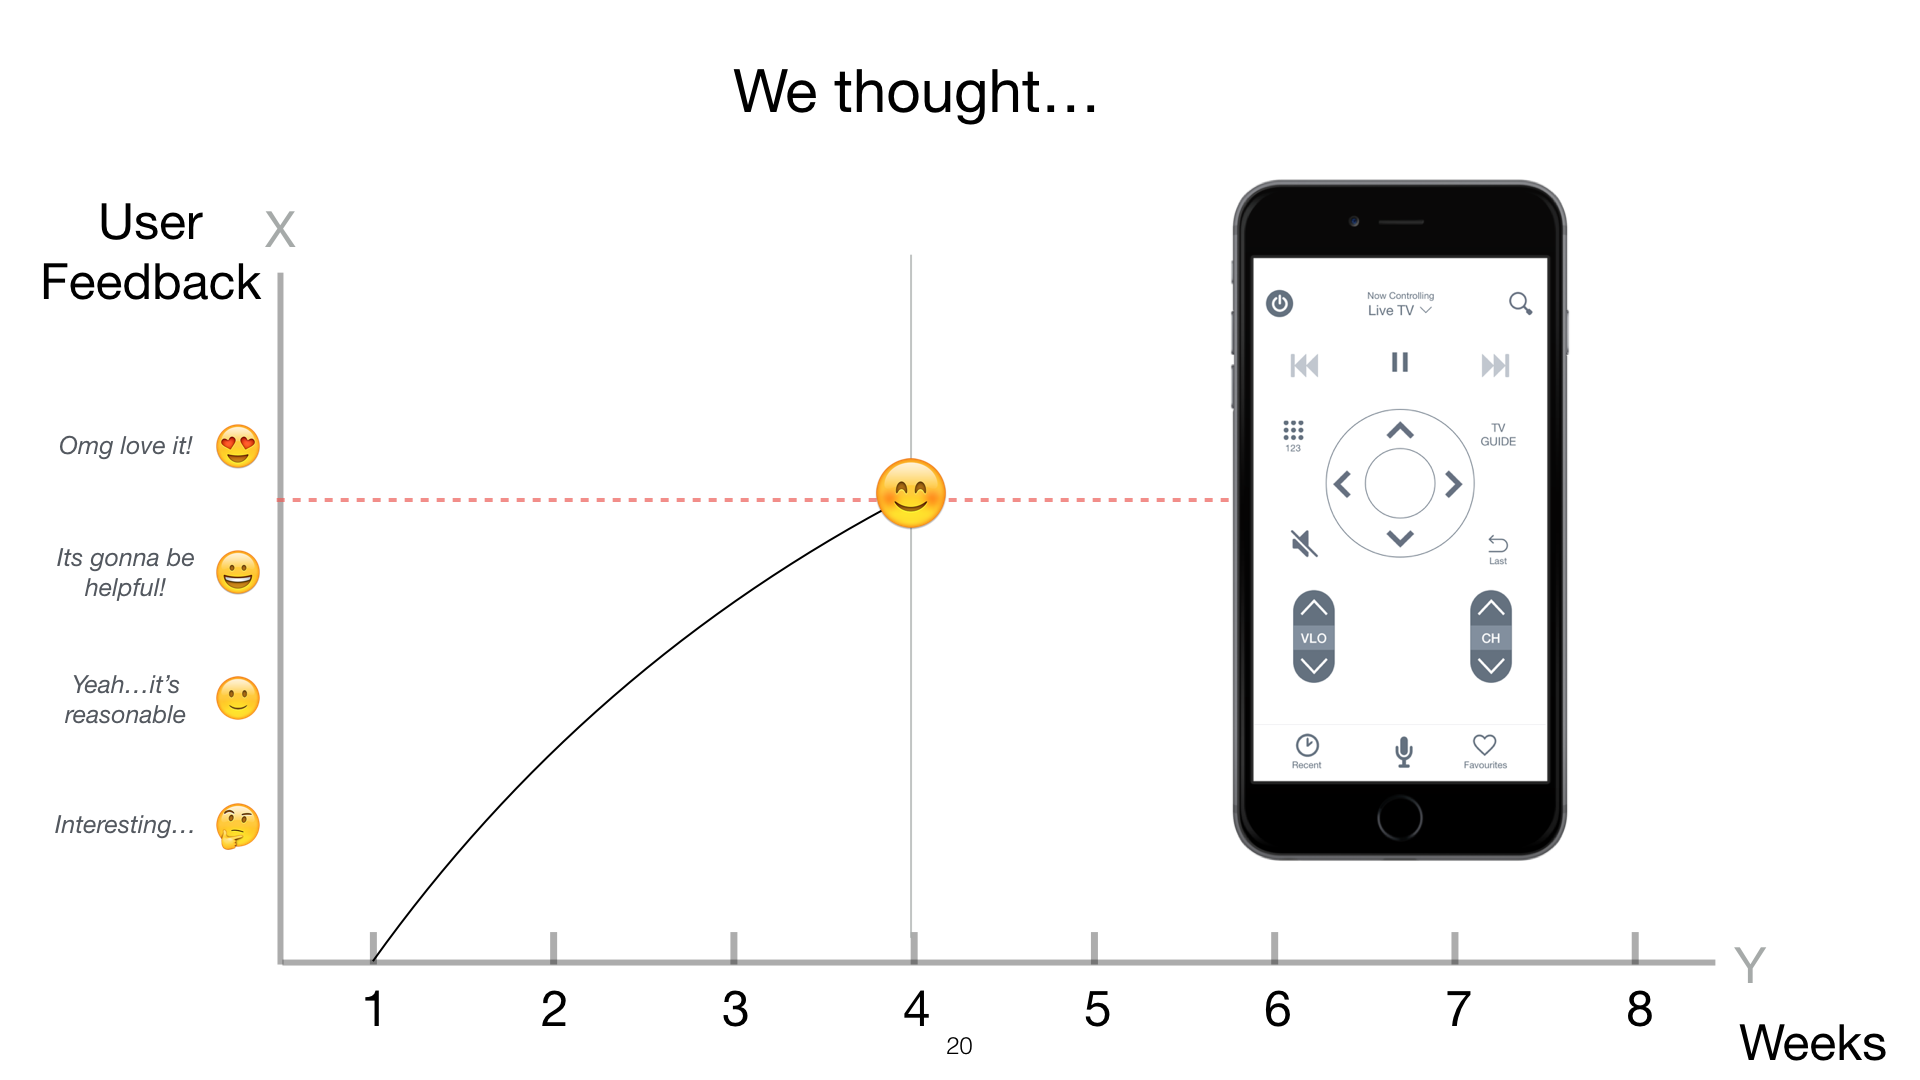 We thought…
User
Feedback
X
Omg love it!
Its gonna be
helpful!
Yeah…it’s
reasonable
Interesting…
Now Controlling
Live TV
123
TV
GUIDE
Last
VLO
CH
Recent
Favourites
Y
1 2 3 4 5 6 7 8
Weeks
20